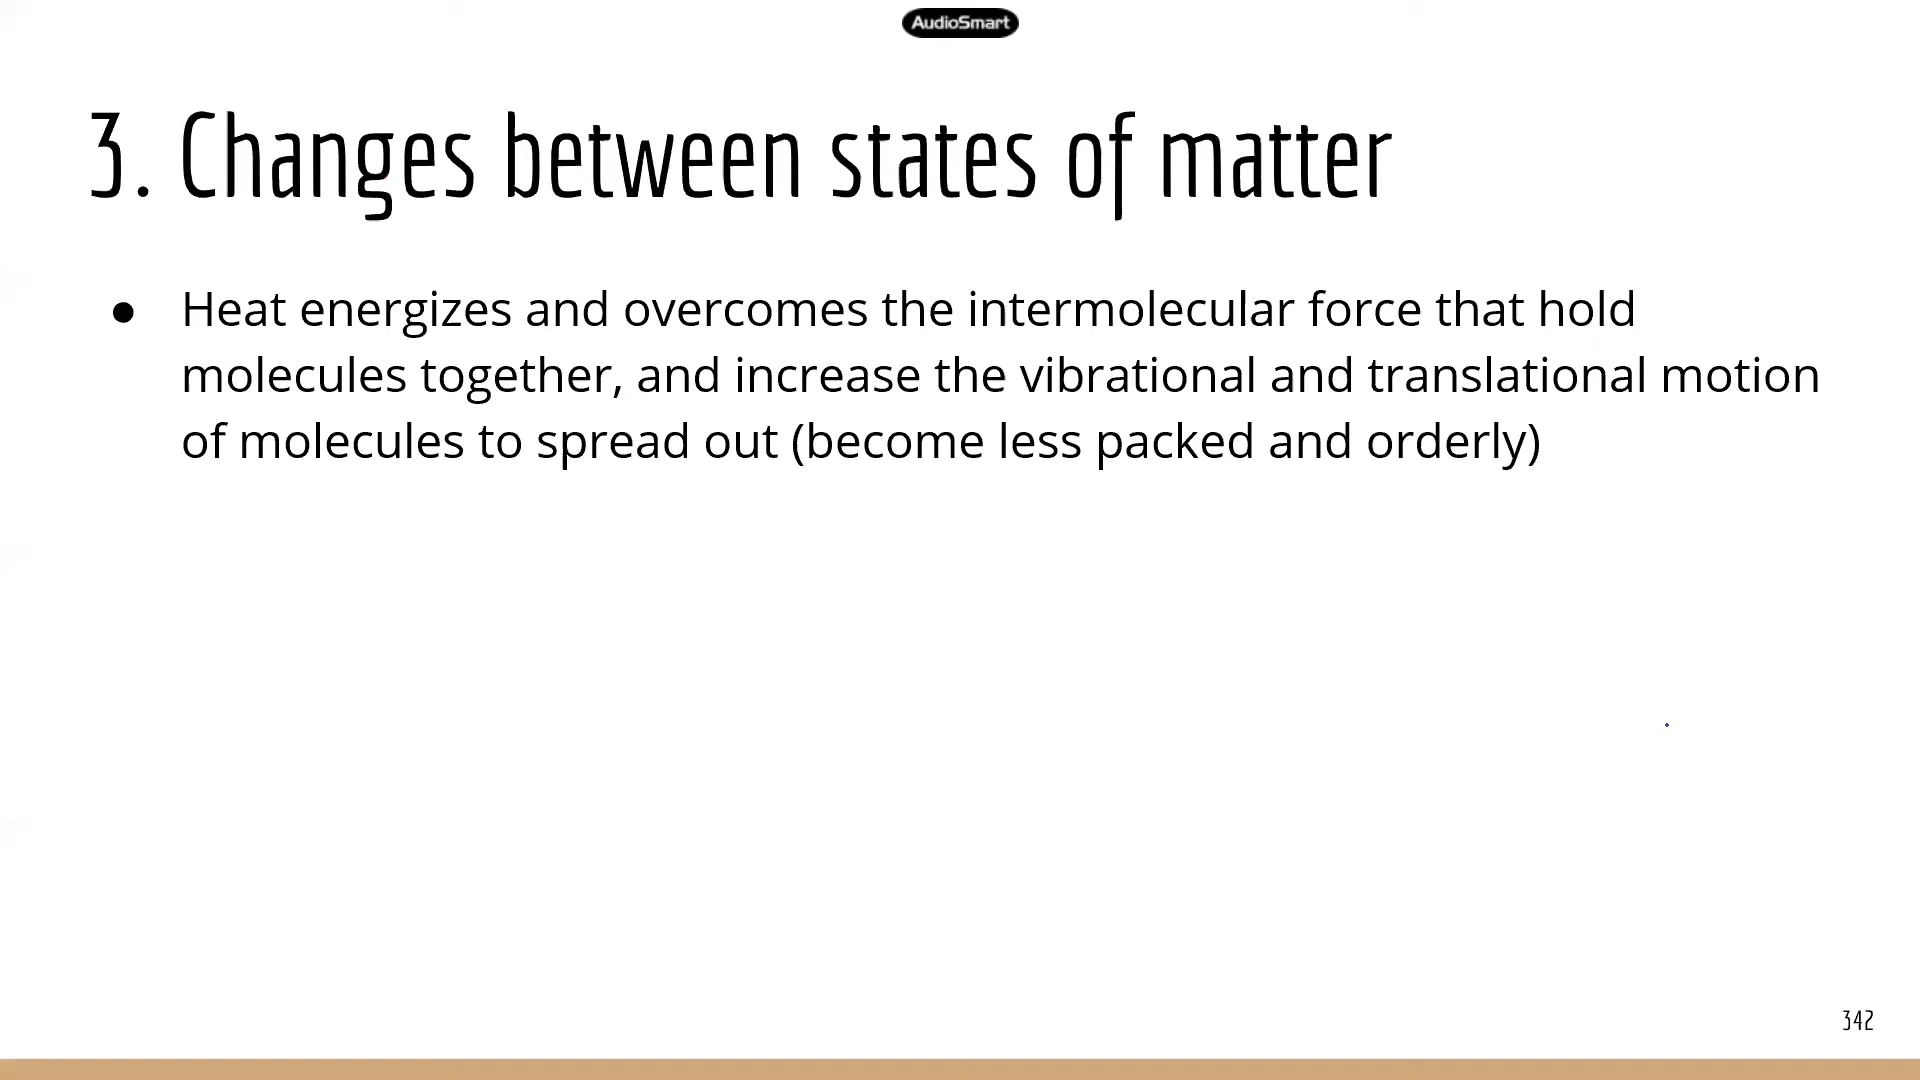 AudioSmart
3. Changes between states of matter
● Heat energizes and overcomes the intermolecular force that hold
molecules together, and increase the vibrational and translational motion
of molecules to spread out (become less packed and orderly)
342